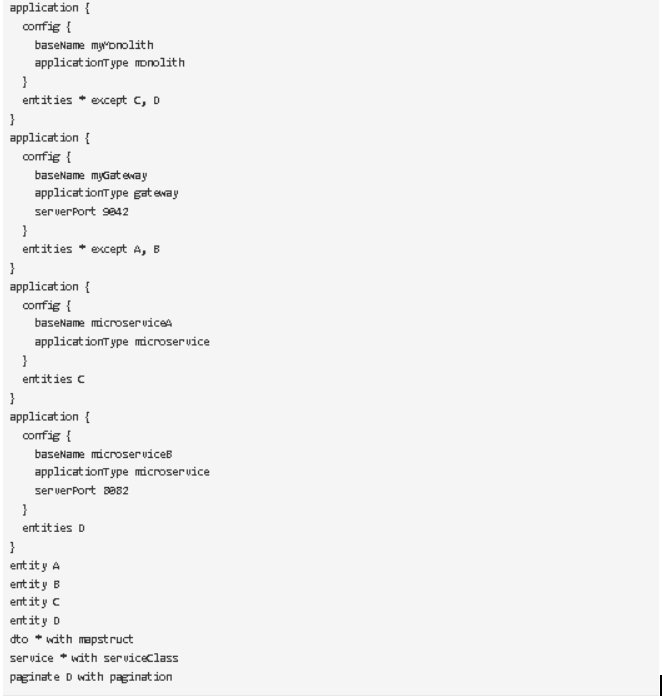 application {
  config {
    baseName myMonolith
    applicationType monolith
  }
  entities * except C, D
}
application {
  config {
    baseName myGateway
    applicationType gateway
    serverPort 9042
  }
  entities * except A, B
}
application {
  config {
    baseName microserviceA
    applicationType microservice
  }
  entities C
}
application {
  config {
    baseName microserviceB
    applicationType microservice
    serverPort 8082
  }
  entities D
}
entity A
entity B
entity C
entity D
dto * with mapstruct
service * with serviceClass
paginate D with pagination